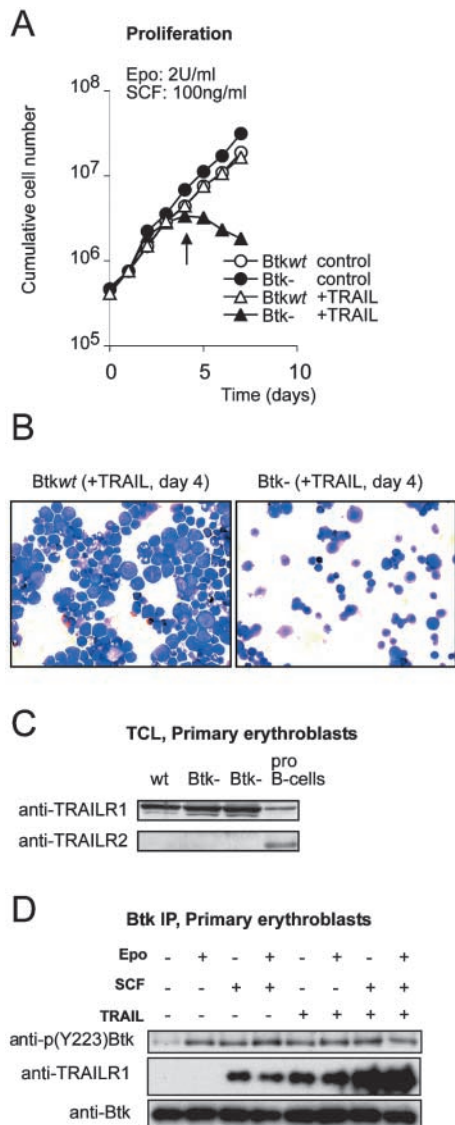 A
Proliferation
Epo: 2U/ml
SCF: 100ng/ml
Cumulative cell number
10^8
10^7
10^6
10^5
Btkwt control
Btk- control
Btkwt +TRAIL
Btk- +TRAIL
0 5 10
Time (days)
B
Btkwt (+TRAIL, day 4) Btk- (+TRAIL, day 4)
C
TCL, Primary erythroblasts
wt Btk- Btk- pro B-cells
anti-TRAILR1
anti-TRAILR2
D
Btk IP, Primary erythroblasts
Epo - + - + - + - +
SCF - - + + - - + +
TRAIL - - - - + + + +
anti-p(Y223)Btk
anti-TRAILR1
anti-Btk